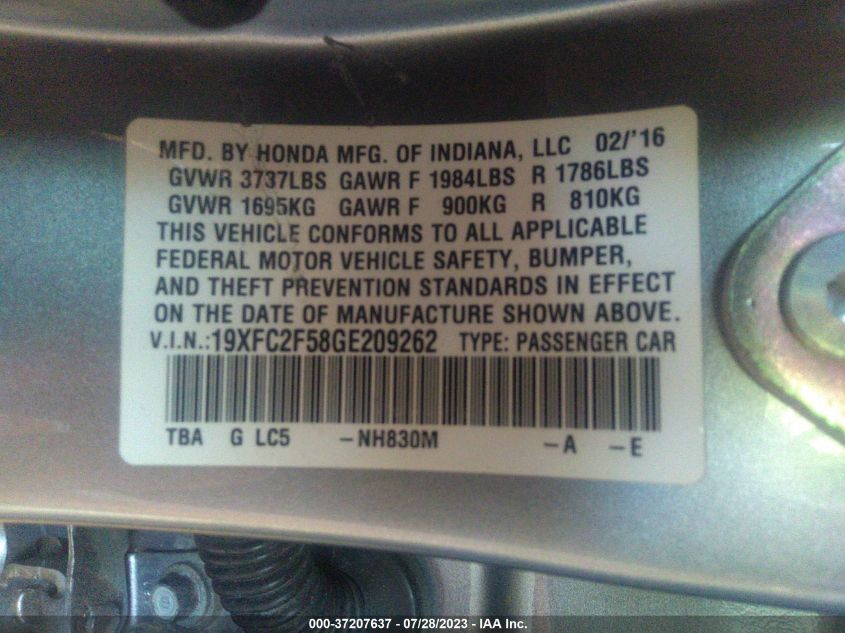 MFD. BY HONDA MFG. OF INDIANA, LLC 02/'16
GVWR 3737LBS GAWR F 1984LBS R 1786LBS
GVWR 1695KG GAWR F 900KG R 810KG
THIS VEHICLE CONFORMS TO ALL APPLICABLE
FEDERAL MOTOR VEHICLE SAFETY, BUMPER,
AND THEFT PREVENTION STANDARDS IN EFFECT
ON THE DATE OF MANUFACTURE SHOWN ABOVE.
V.I.N.:19XFC2F58GE209262 TYPE: PASSENGER CAR
TBA G LC5 -NH830M -A -E
000-37207637 - 07/28/2023 - IAA Inc.